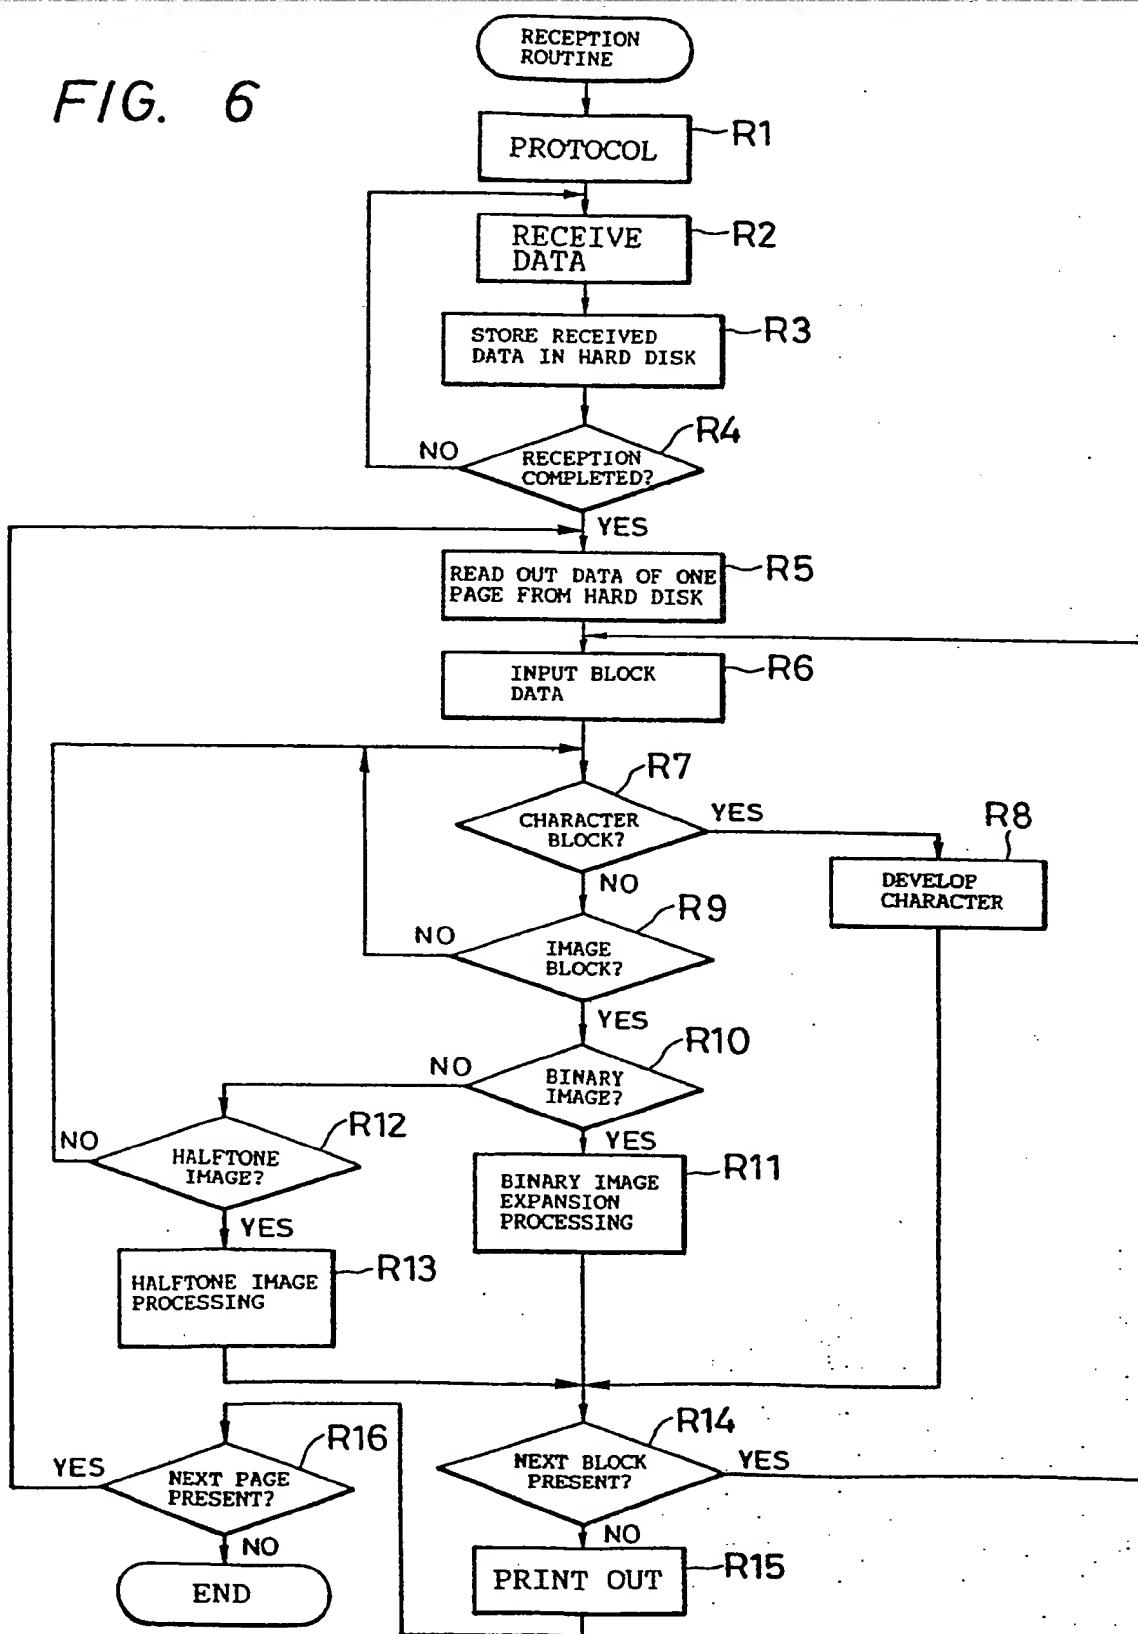 FIG. 6
RECEPTION
ROUTINE
PROTOCOL
R1
RECEIVE
DATA
R2
STORE RECEIVED
DATA IN HARD DISK
R3
RECEPTION
COMPLETED?
R4
NO
YES
READ OUT DATA OF ONE
PAGE FROM HARD DISK
R5
INPUT BLOCK
DATA
R6
CHARACTER
BLOCK?
R7
YES
NO
DEVELOP
CHARACTER
R8
IMAGE
BLOCK?
R9
NO
YES
BINARY
IMAGE?
R10
NO
YES
HALFTONE
IMAGE?
R12
NO
YES
BINARY IMAGE
EXPANSION
PROCESSING
R11
HALFTONE IMAGE
PROCESSING
R13
NEXT BLOCK
PRESENT?
R14
YES
NO
NEXT PAGE
PRESENT?
R16
YES
NO
PRINT OUT
R15
END